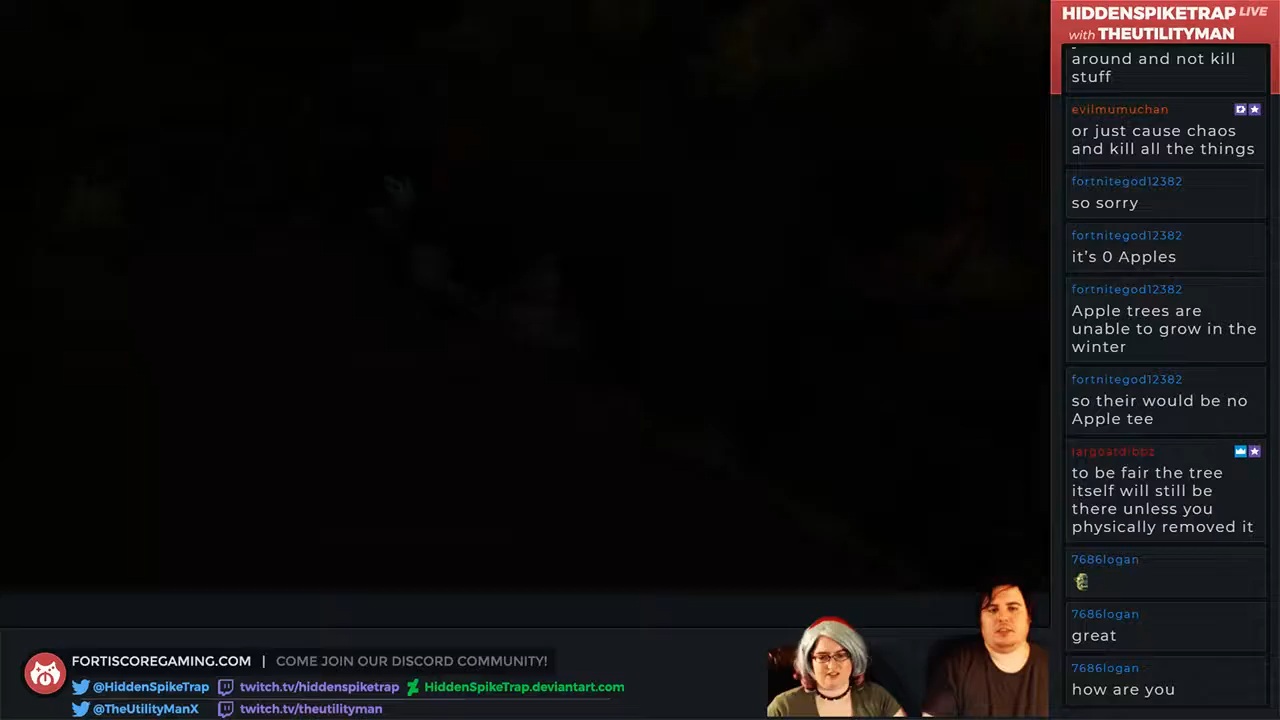 HIDDENSPIKETRAP LIVE
with THEUTILITYMAN
around and not kill
stuff
evilmumuchan
or just cause chaos
and kill all the things
fortnitegod12382
so sorry
fortnitegod12382
it's 0 Apples
fortnitegod12382
Apple trees are
unable to grow in the
winter
fortnitegod12382
so their would be no
Apple tee
jargoatdibbz
to be fair the tree
itself will still be
there unless you
physically removed it
7686logan
7686logan
great
7686logan
how are you
FORTISCOREGAMING.COM | COME JOIN OUR DISCORD COMMUNITY!
@HiddenSpikeTrap twitch.tv/hiddenspiketrap HiddenSpikeTrap.deviantart.com
@TheUtilityManX twitch.tv/theutilityman